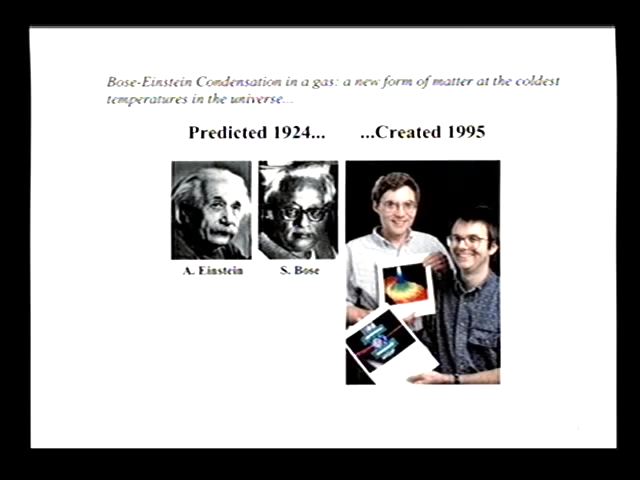 Bose-Einstein Condensation in a gas: a new form of matter at the coldest
temperatures in the universe...
Predicted 1924... ...Created 1995
A. Einstein S. Bose